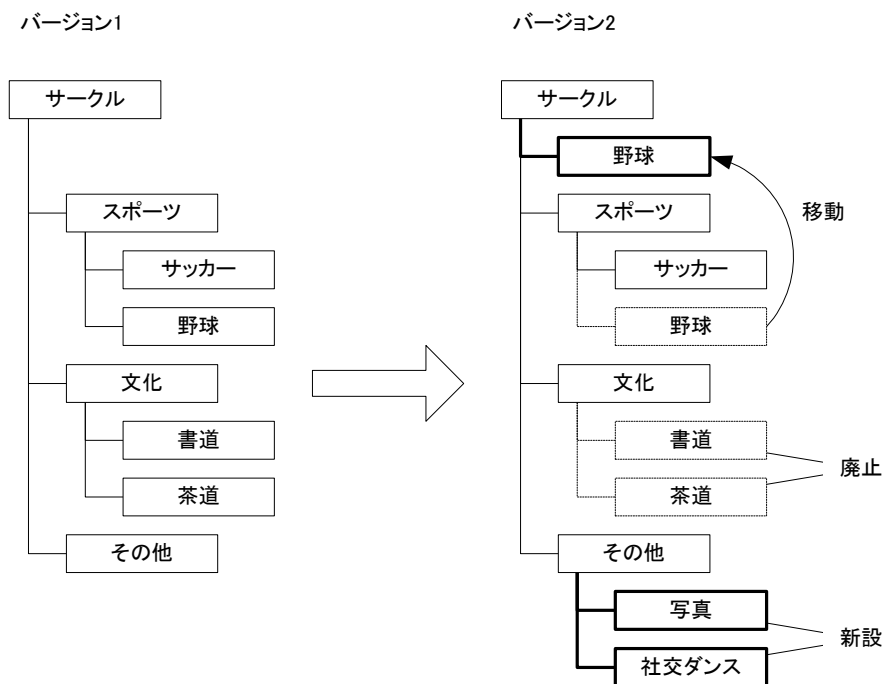 バージョン1
サークル
スポーツ
サッカー
野球
文化
書道
茶道
その他
バージョン2
サークル
野球
スポーツ
移動
サッカー
野球
文化
書道
廃止
茶道
その他
写真
新設
社交ダンス